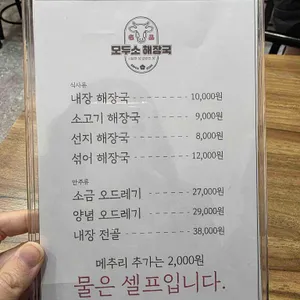 모두소 해장국
식사류
내장 해장국 10,000원
소고기 해장국 9,000원
선지 해장국 8,000원
섞어 해장국 12,000원
안주류
소금 오드레기 27,000원
양념 오드레기 29,000원
내장 전골 38,000원
메추리 추가는 2,000원
물은 셀프입니다.